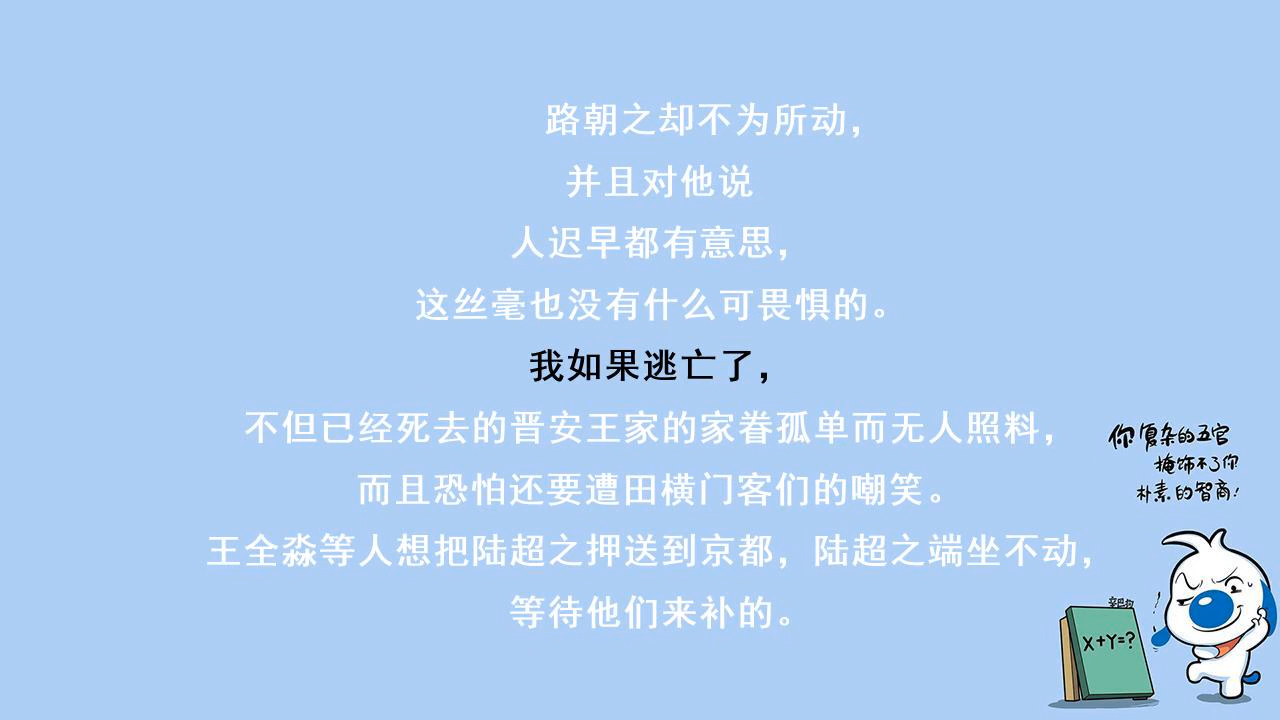 路朝之却不为所动，
并且对他说
人迟早都有意思，
这丝毫也没有什么可畏惧的。
我如果逃亡了，
不但已经死去的晋安王家的家眷孤单而无人照料，
而且恐怕还要遭田横门客们的嘲笑。
王全淼等人想把陆超之押送到京都，陆超之端坐不动，
等待他们来补的。
你复杂的五官
掩饰不了你
朴素的智商！
X+Y=?